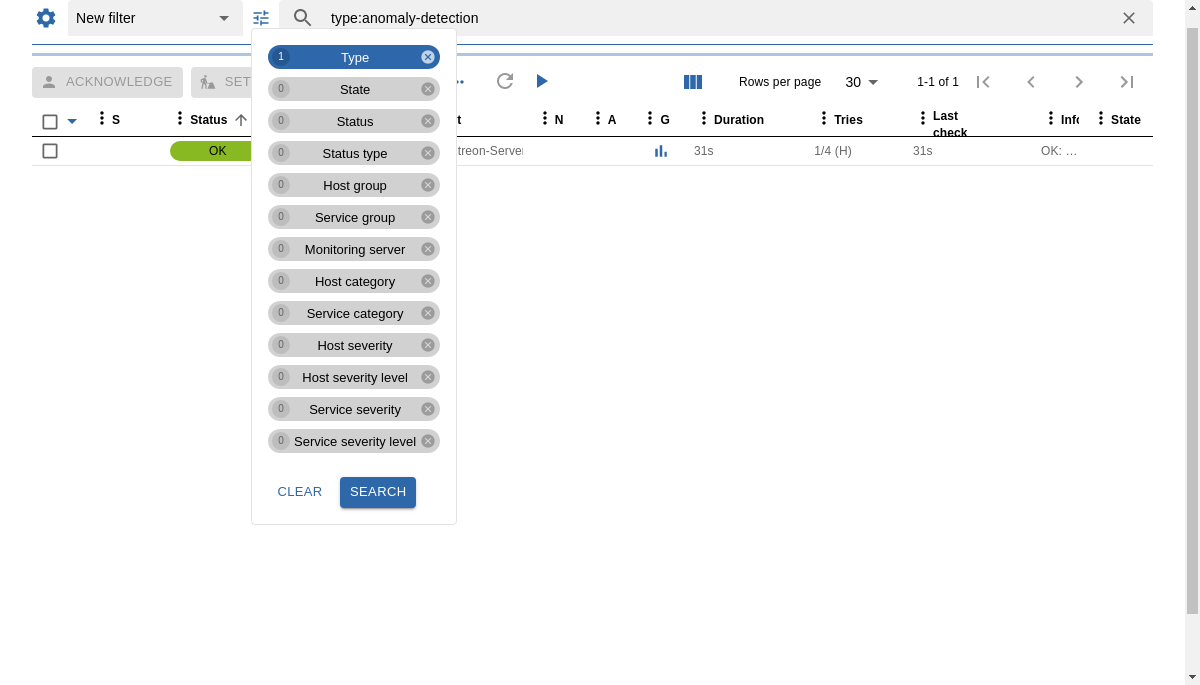 New filter
type:anomaly-detection
ACKNOWLEDGE
SET
Rows per page
30
1-1 of 1
S
Status
t
N
A
G
Duration
Tries
Last check
Info
State
OK
treon-Server
31s
1/4 (H)
31s
OK: ...
1 Type
0 State
0 Status
0 Status type
0 Host group
0 Service group
0 Monitoring server
0 Host category
0 Service category
0 Host severity
0 Host severity level
0 Service severity
0 Service severity level
CLEAR
SEARCH